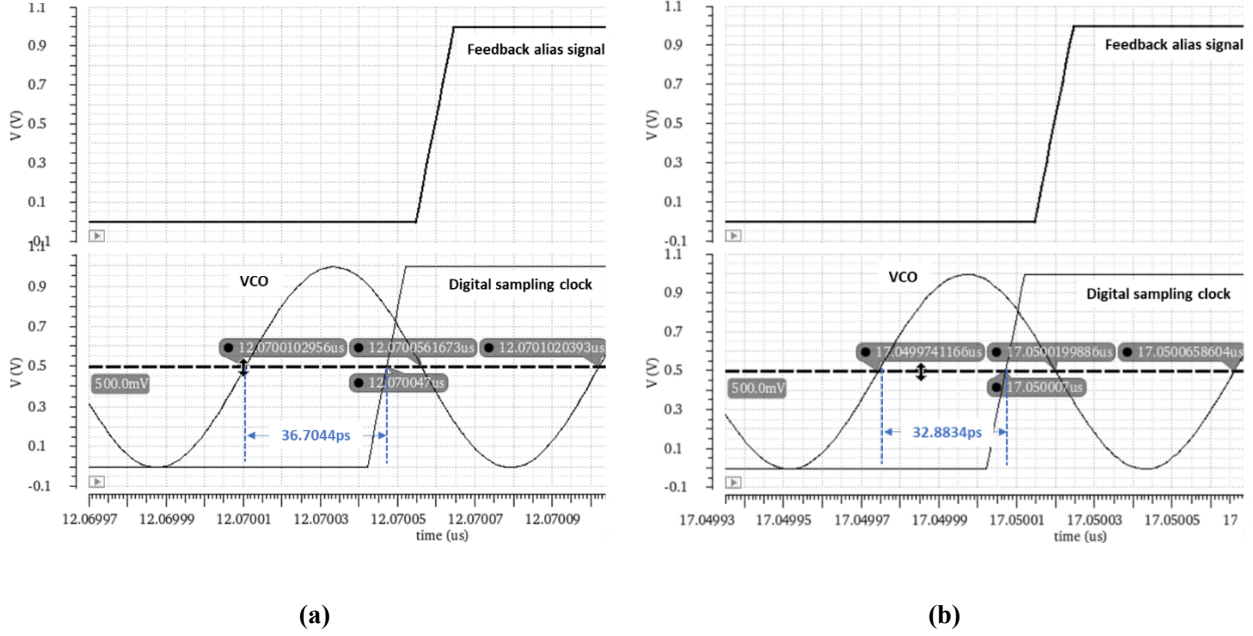 1.1
0.9
0.7
0.5
0.3
0.1
-0.1
V (V)
Feedback alias signal
1.1
0.9
0.7
0.5
0.3
0.1
-0.1
V (V)
VCO
Digital sampling clock
12.0700102956us
12.0700561673us
12.0701020393us
12.070047us
500.0mV
36.7044ps
12.06997
12.06999
12.07001
12.07003
12.07005
12.07007
12.07009
time (us)
(a)
1.1
0.9
0.7
0.5
0.3
0.1
-0.1
V (V)
Feedback alias signal
1.1
0.9
0.7
0.5
0.3
0.1
-0.1
V (V)
VCO
Digital sampling clock
17.0499741166us
17.0500199886us
17.0500658604us
17.050007us
500.0mV
32.8834ps
17.04993
17.04995
17.04997
17.04999
17.05001
17.05003
17.05005
17
time (us)
(b)